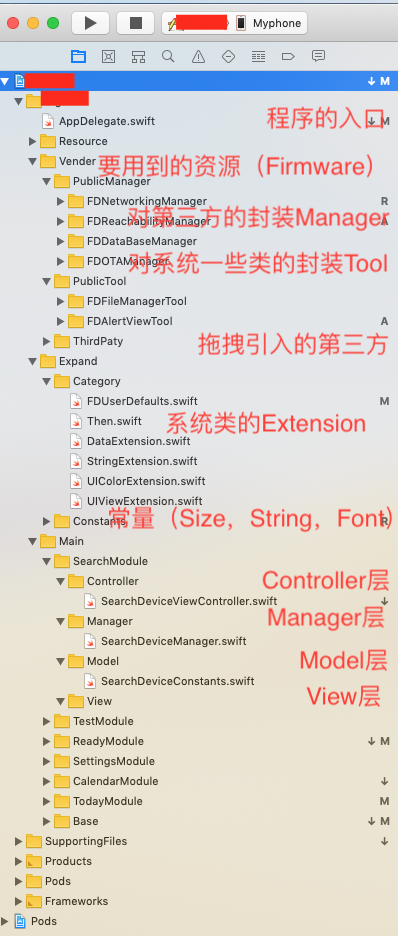 Myphone
M
AppDelegate.swift
程序的入口
M
Resource
Vender
要用到的资源（Firmware）
PublicManager
FDNetworkingManager
R
FDReachabilityManager
对第三方的封装Manager
A
FDDataBaseManager
FDOTAManager
对系统一些类的封装Tool
PublicTool
FDFileManagerTool
FDAlertViewTool
A
ThirdPaty
拖拽引入的第三方
Expand
Category
FDUserDefaults.swift
M
Then.swift
系统类的Extension
DataExtension.swift
StringExtension.swift
UIColorExtension.swift
UIViewExtension.swift
Constants
常量（Size，String，Font）
R
Main
SearchModule
Controller
Controller层
SearchDeviceViewController.swift
Manager
Manager层
SearchDeviceManager.swift
Model
Model层
SearchDeviceConstants.swift
View
View层
TestModule
ReadyModule
M
SettingsModule
CalendarModule
TodayModule
M
Base
M
SupportingFiles
Products
Pods
Frameworks
Pods